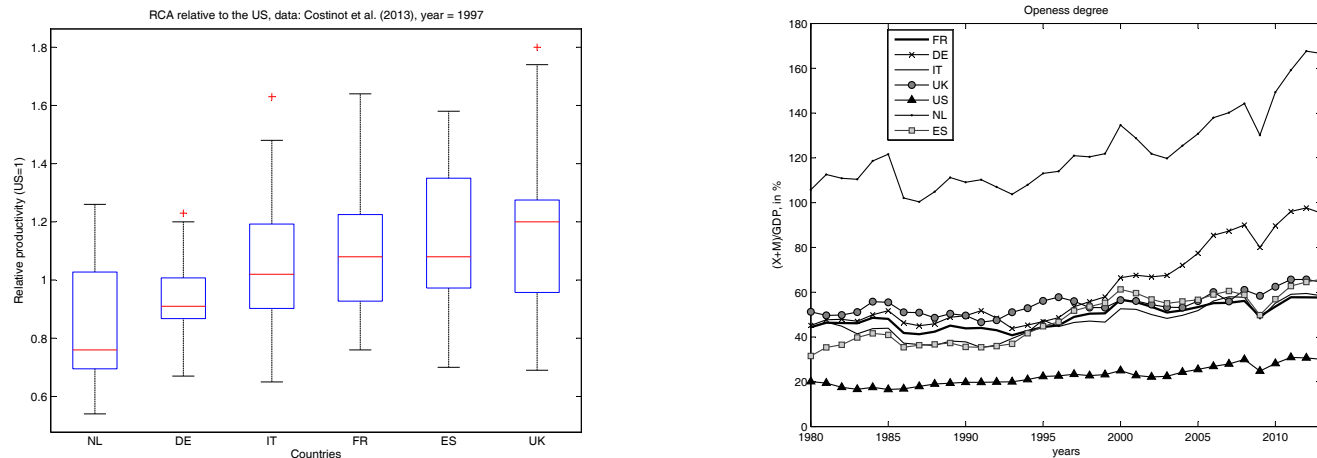 RCA relative to the US, data: Costinot et al. (2013), year = 1997
Relative productivity (US=1)
1.8
1.6
1.4
1.2
1
0.8
0.6
NL DE IT FR ES UK
Countries
Openess degree
(X+M)/GDP, in %
180
160
140
120
100
80
60
40
20
0
FR
DE
IT
UK
US
NL
ES
1980 1985 1990 1995 2000 2005 2010
years